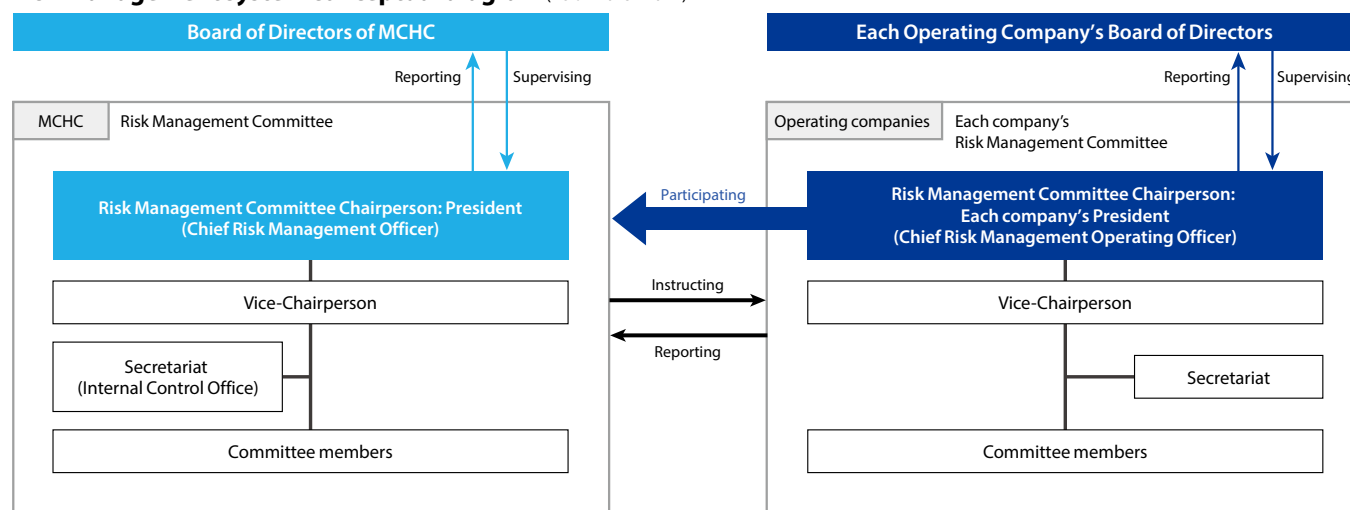 Board of Directors of MCHC
Reporting
Supervising
MCHC
Risk Management Committee
Risk Management Committee Chairperson: President
(Chief Risk Management Officer)
Vice-Chairperson
Secretariat
(Internal Control Office)
Committee members
Participating
Instructing
Reporting
Each Operating Company's Board of Directors
Reporting
Supervising
Operating companies
Each company's
Risk Management Committee
Risk Management Committee Chairperson:
Each company's President
(Chief Risk Management Operating Officer)
Vice-Chairperson
Secretariat
Committee members